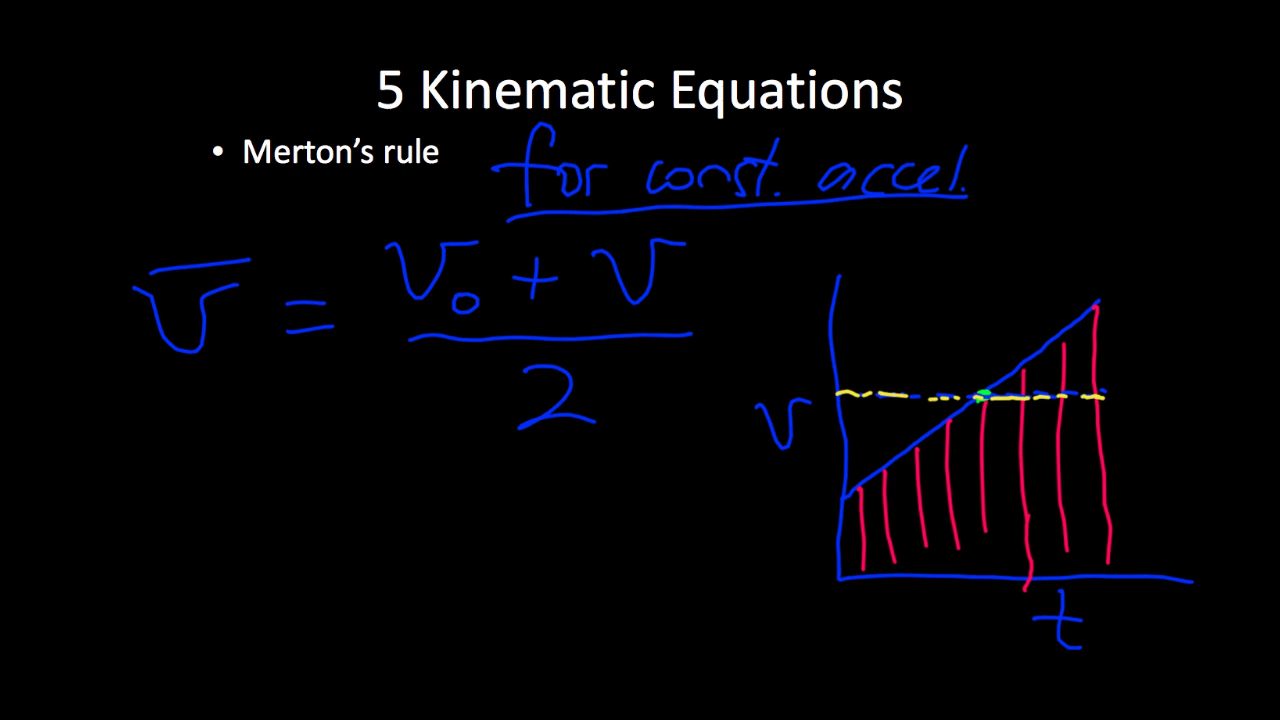 5 Kinematic Equations
• Merton's rule
for const. accel.
v̄ = (v₀ + v) / 2
v
t